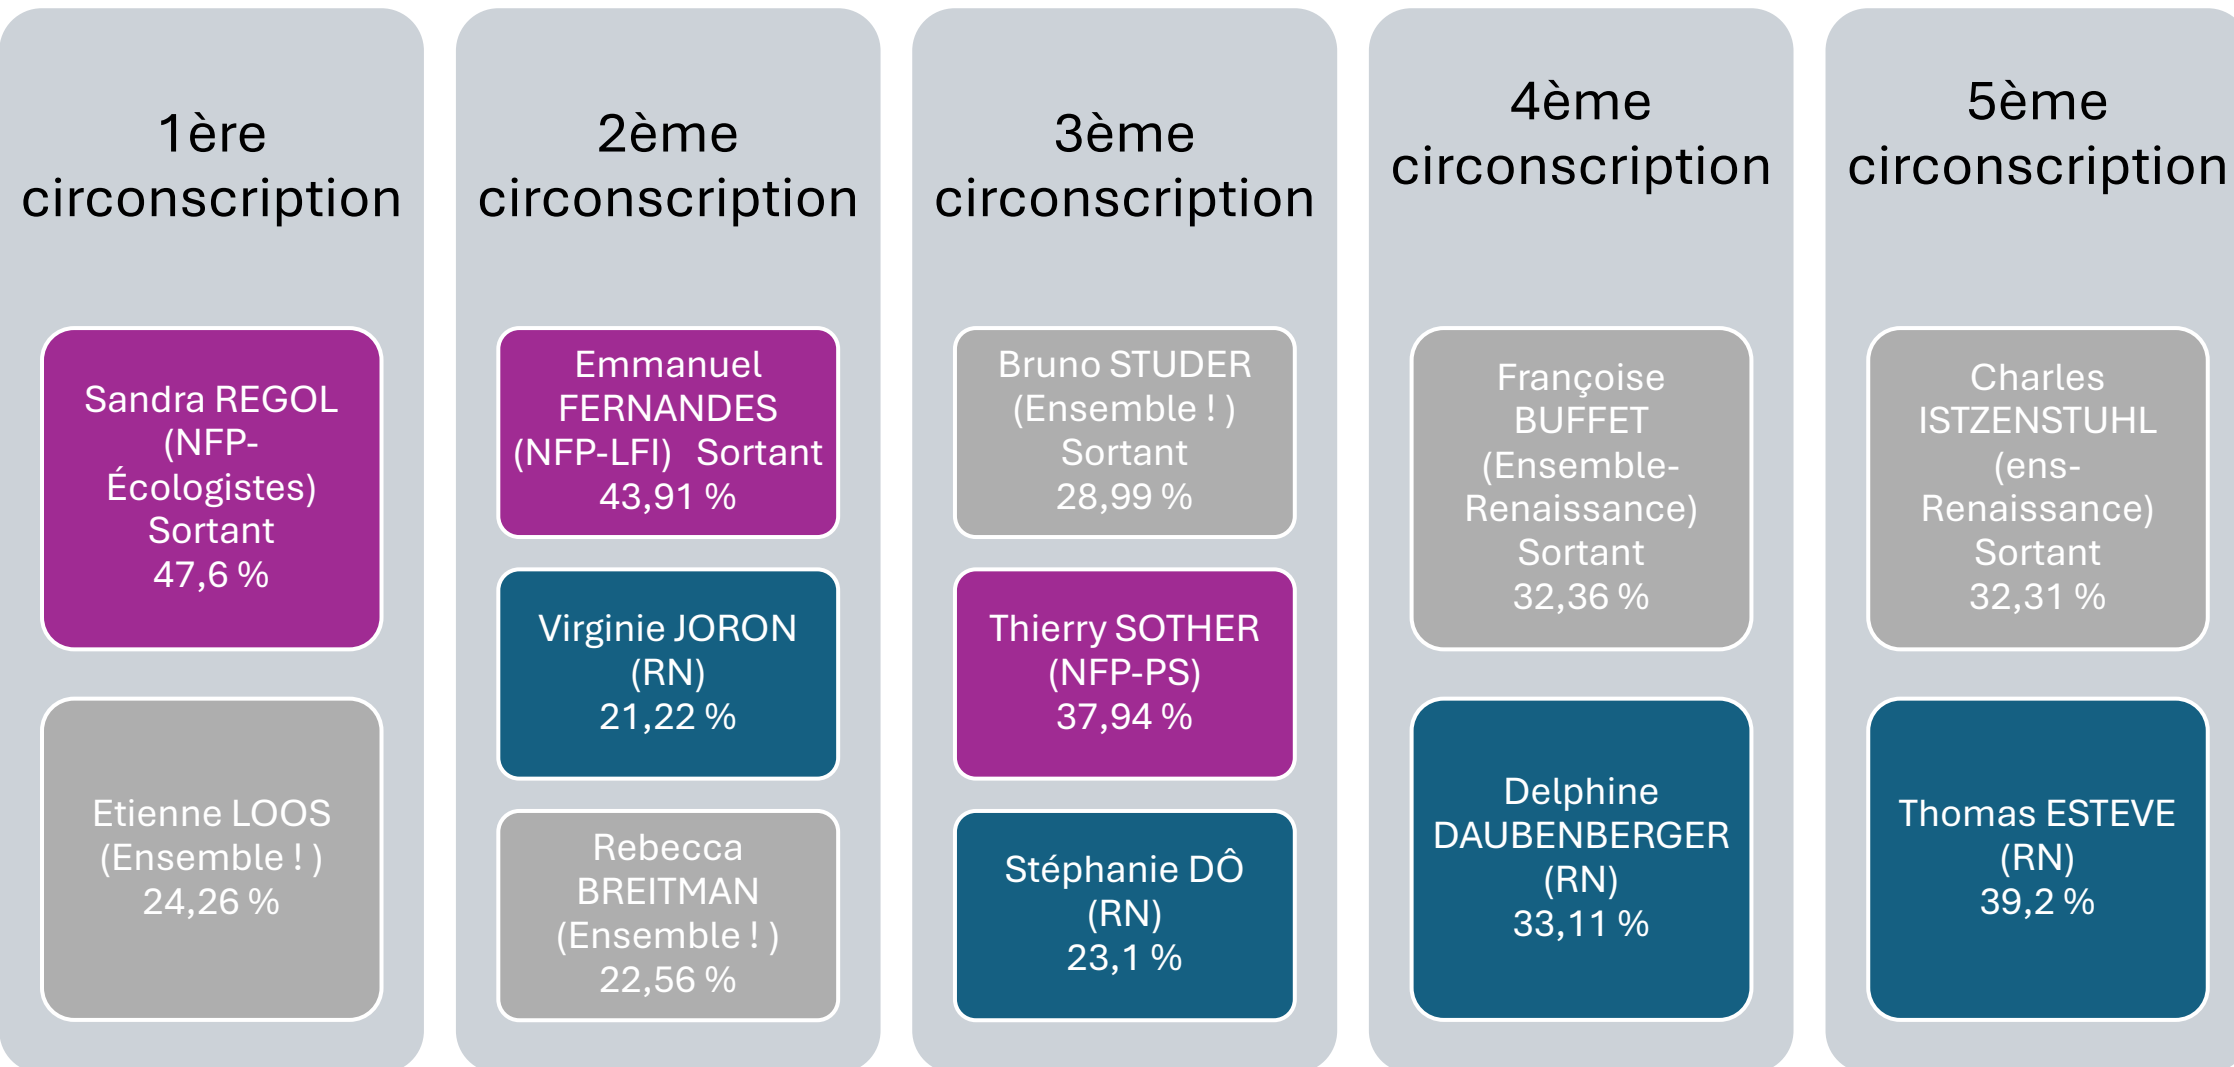 1ère
circonscription
Sandra REGOL
(NFP-
Écologistes)
Sortant
47,6 %
Etienne LOOS
(Ensemble ! )
24,26 %
2ème
circonscription
Emmanuel
FERNANDES
(NFP-LFI) Sortant
43,91 %
Virginie JORON
(RN)
21,22 %
Rebecca
BREITMAN
(Ensemble ! )
22,56 %
3ème
circonscription
Bruno STUDER
(Ensemble ! )
Sortant
28,99 %
Thierry SOTHER
(NFP-PS)
37,94 %
Stéphanie DÔ
(RN)
23,1 %
4ème
circonscription
Françoise
BUFFET
(Ensemble-
Renaissance)
Sortant
32,36 %
Delphine
DAUBENBERGER
(RN)
33,11 %
5ème
circonscription
Charles
ISTZENSTUHL
(ens-
Renaissance)
Sortant
32,31 %
Thomas ESTEVE
(RN)
39,2 %